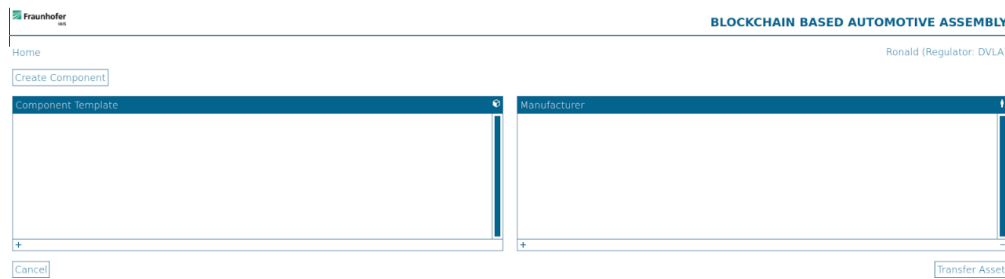 Fraunhofer
BLOCKCHAIN BASED AUTOMOTIVE ASSEMBLY
Home
Ronald (Regulator: DVLA
Create Component
Component Template
Manufacturer
+
+ −
Cancel
Transfer Asset